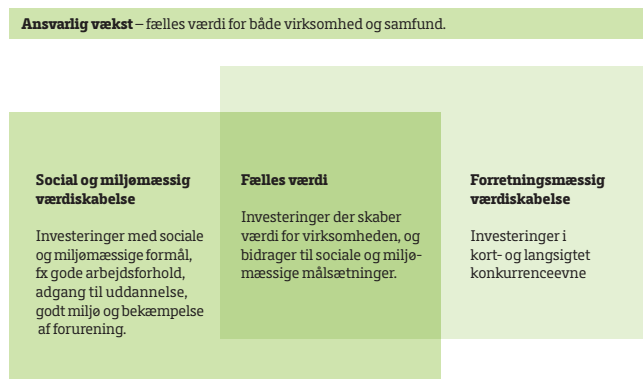 Ansvarlig vækst – fælles værdi for både virksomhed og samfund.
Social og miljømæssig
værdiskabelse
Investeringer med sociale
og miljømæssige formål,
fx gode arbejdsforhold,
adgang til uddannelse,
godt miljø og bekæmpelse
af forurening.
Fælles værdi
Investeringer der skaber
værdi for virksomheden, og
bidrager til sociale og miljø-
mæssige målsætninger.
Forretningsmæssig
værdiskabelse
Investeringer i
kort- og langsigtet
konkurrenceevne